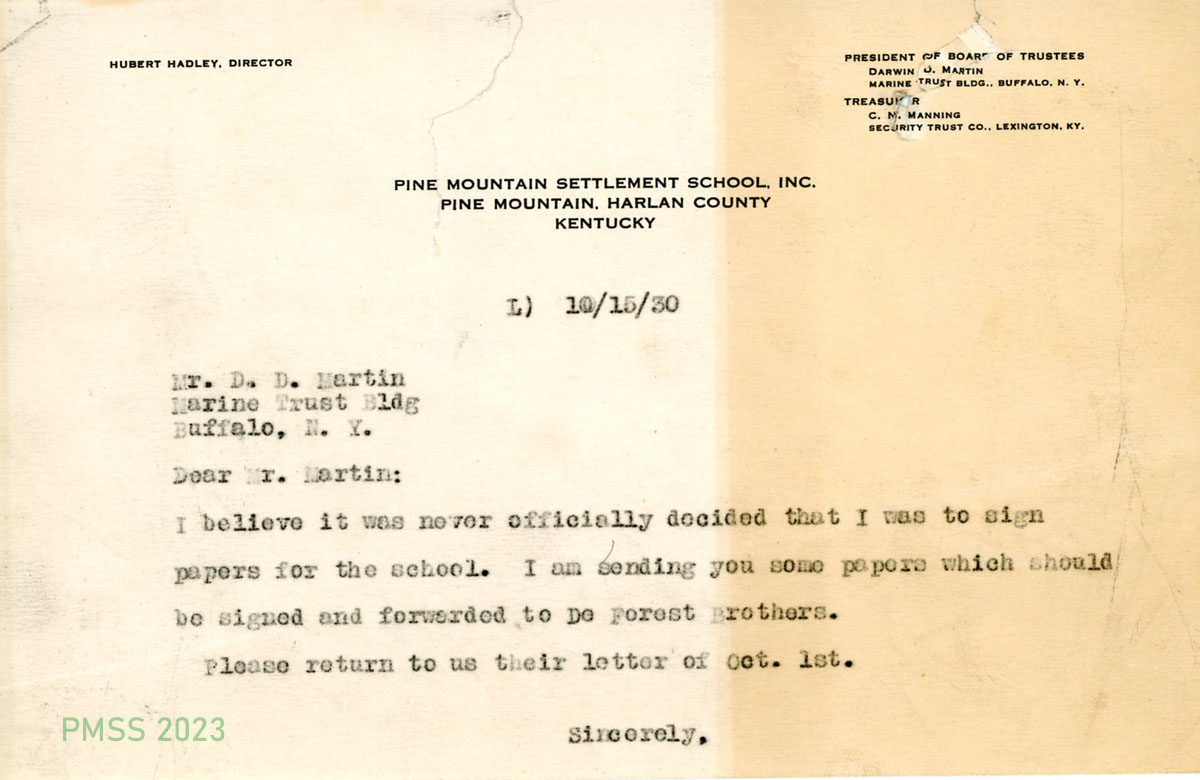 HUBERT HADLEY, DIRECTOR
PRESIDENT OF BOARD OF TRUSTEES
DARWIN D. MARTIN
MARINE TRUST BLDG., BUFFALO, N. Y.
TREASURER
C. N. MANNING
SECURITY TRUST CO., LEXINGTON, KY.
PINE MOUNTAIN SETTLEMENT SCHOOL, INC.
PINE MOUNTAIN, HARLAN COUNTY
KENTUCKY
L) 10/15/30
Mr. D. D. Martin
Marine Trust Bldg
Buffalo, N. Y.
Dear Mr. Martin:
I believe it was never officially decided that I was to sign
papers for the school. I am sending you some papers which should
be signed and forwarded to De Forest Brothers.
Please return to us their letter of Oct. 1st.
Sincerely,
PMSS 2023